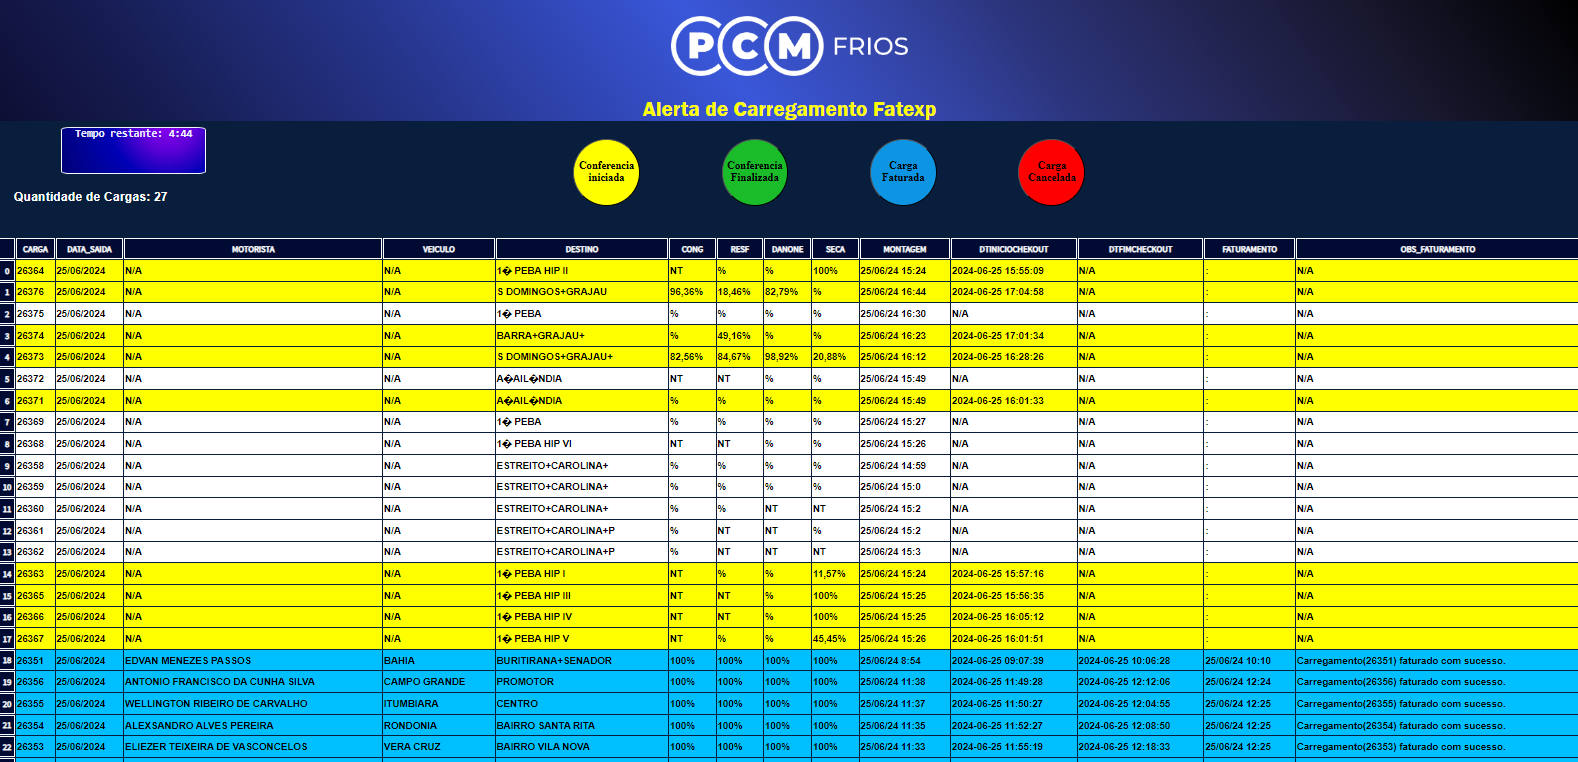 PCM FRIOS
Alerta de Carregamento Fatexp
Tempo restante: 4:44
Conferencia iniciada
Conferencia Finalizada
Carga Faturada
Carga Cancelada
Quantidade de Cargas: 27
CARGA DATA_SAIDA MOTORISTA VEICULO DESTINO CONG RESF DANONE SECA MONTAGEM DTINICIOCHEKOUT DTFIMCHECKOUT FATURAMENTO OBS_FATURAMENTO
0 26364 25/06/2024 N/A N/A 1� PEBA HIP II NT % % 100% 25/06/24 15:24 2024-06-25 15:55:09 N/A : N/A
1 26376 25/06/2024 N/A N/A S DOMINGOS+GRAJAU 96,36% 18,46% 82,79% % 25/06/24 16:44 2024-06-25 17:04:58 N/A : N/A
2 26375 25/06/2024 N/A N/A 1� PEBA % % % % 25/06/24 16:30 N/A N/A : N/A
3 26374 25/06/2024 N/A N/A BARRA+GRAJAU+ % 49,16% % % 25/06/24 16:23 2024-06-25 17:01:34 N/A : N/A
4 26373 25/06/2024 N/A N/A S DOMINGOS+GRAJAU+ 82,56% 84,67% 98,92% 20,88% 25/06/24 16:12 2024-06-25 16:28:26 N/A : N/A
5 26372 25/06/2024 N/A N/A A�AIL�NDIA NT NT % % 25/06/24 15:49 N/A N/A : N/A
6 26371 25/06/2024 N/A N/A A�AIL�NDIA % % % % 25/06/24 15:49 2024-06-25 16:01:33 N/A : N/A
7 26369 25/06/2024 N/A N/A 1� PEBA % % % % 25/06/24 15:27 N/A N/A : N/A
8 26368 25/06/2024 N/A N/A 1� PEBA HIP VI NT NT % % 25/06/24 15:26 N/A N/A : N/A
9 26358 25/06/2024 N/A N/A ESTREITO+CAROLINA+ % % % % 25/06/24 14:59 N/A N/A : N/A
10 26359 25/06/2024 N/A N/A ESTREITO+CAROLINA+ % % % % 25/06/24 15:0 N/A N/A : N/A
11 26360 25/06/2024 N/A N/A ESTREITO+CAROLINA+ % % NT NT 25/06/24 15:2 N/A N/A : N/A
12 26361 25/06/2024 N/A N/A ESTREITO+CAROLINA+P % NT NT % 25/06/24 15:2 N/A N/A : N/A
13 26362 25/06/2024 N/A N/A ESTREITO+CAROLINA+P % NT NT NT 25/06/24 15:3 N/A N/A : N/A
14 26363 25/06/2024 N/A N/A 1� PEBA HIP I NT % % 11,57% 25/06/24 15:24 2024-06-25 15:57:16 N/A : N/A
15 26365 25/06/2024 N/A N/A 1� PEBA HIP III NT NT % 100% 25/06/24 15:25 2024-06-25 15:56:35 N/A : N/A
16 26366 25/06/2024 N/A N/A 1� PEBA HIP IV NT NT % 100% 25/06/24 15:25 2024-06-25 16:05:12 N/A : N/A
17 26367 25/06/2024 N/A N/A 1� PEBA HIP V NT % % 45,45% 25/06/24 15:26 2024-06-25 16:01:51 N/A : N/A
18 26351 25/06/2024 EDVAN MENEZES PASSOS BAHIA BURITIRANA+SENADOR 100% 100% 100% 100% 25/06/24 8:54 2024-06-25 09:07:39 2024-06-25 10:06:28 25/06/24 10:10 Carregamento(26351) faturado com sucesso.
19 26356 25/06/2024 ANTONIO FRANCISCO DA CUNHA SILVA CAMPO GRANDE PROMOTOR 100% 100% 100% 100% 25/06/24 11:38 2024-06-25 11:49:28 2024-06-25 12:12:06 25/06/24 12:24 Carregamento(26356) faturado com sucesso.
20 26355 25/06/2024 WELLINGTON RIBEIRO DE CARVALHO ITUMBIARA CENTRO 100% 100% 100% 100% 25/06/24 11:37 2024-06-25 11:50:27 2024-06-25 12:04:55 25/06/24 12:25 Carregamento(26355) faturado com sucesso.
21 26354 25/06/2024 ALEXSANDRO ALVES PEREIRA RONDONIA BAIRRO SANTA RITA 100% 100% 100% 100% 25/06/24 11:35 2024-06-25 11:52:27 2024-06-25 12:08:50 25/06/24 12:25 Carregamento(26354) faturado com sucesso.
22 26353 25/06/2024 ELIEZER TEIXEIRA DE VASCONCELOS VERA CRUZ BAIRRO VILA NOVA 100% 100% 100% 100% 25/06/24 11:33 2024-06-25 11:55:19 2024-06-25 12:18:33 25/06/24 12:25 Carregamento(26353) faturado com sucesso.